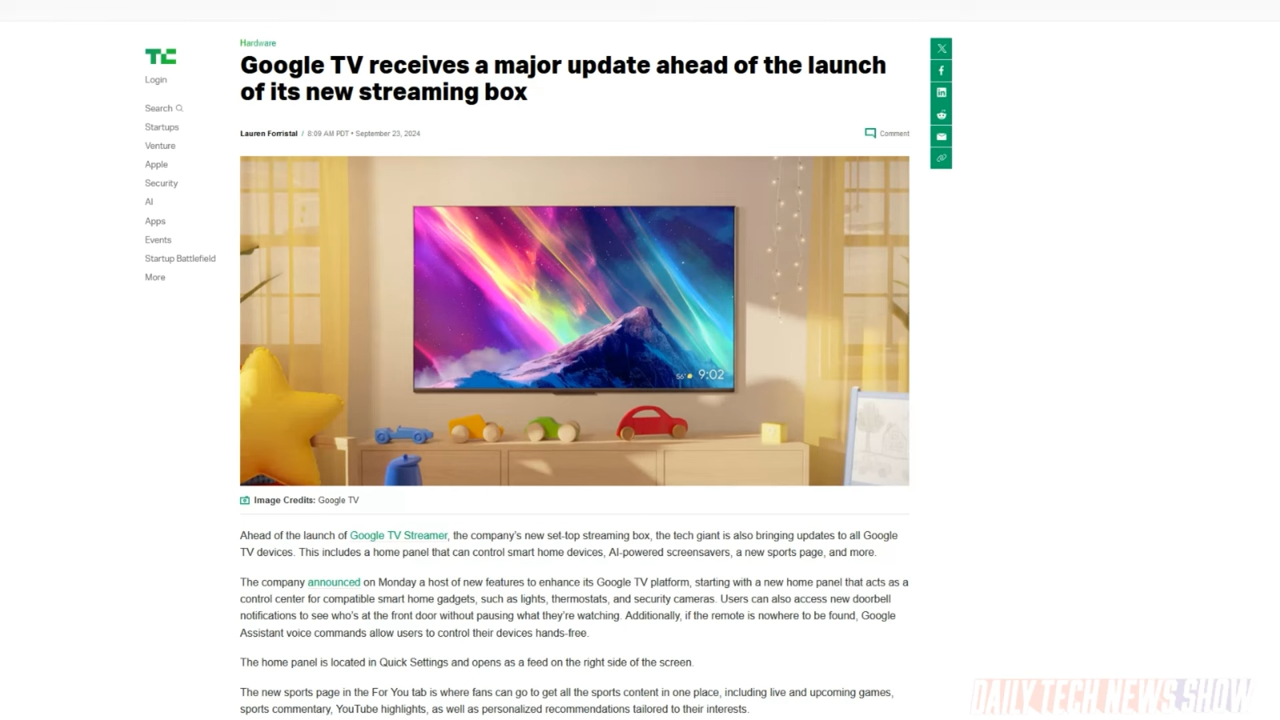 Hardware
Google TV receives a major update ahead of the launch
of its new streaming box
TC
Login
Search
Startups
Venture
Apple
Security
AI
Apps
Events
Startup Battlefield
More
Lauren Forristal / 8:09 AM PDT • September 23, 2024
Comment
56° 9:02
Image Credits: Google TV
Ahead of the launch of Google TV Streamer, the company's new set-top streaming box, the tech giant is also bringing updates to all Google
TV devices. This includes a home panel that can control smart home devices, AI-powered screensavers, a new sports page, and more.
The company announced on Monday a host of new features to enhance its Google TV platform, starting with a new home panel that acts as a
control center for compatible smart home gadgets, such as lights, thermostats, and security cameras. Users can also access new doorbell
notifications to see who's at the front door without pausing what they're watching. Additionally, if the remote is nowhere to be found, Google
Assistant voice commands allow users to control their devices hands-free.
The home panel is located in Quick Settings and opens as a feed on the right side of the screen.
The new sports page in the For You tab is where fans can go to get all the sports content in one place, including live and upcoming games,
sports commentary, YouTube highlights, as well as personalized recommendations tailored to their interests.
DAILY TECH NEWS SHOW